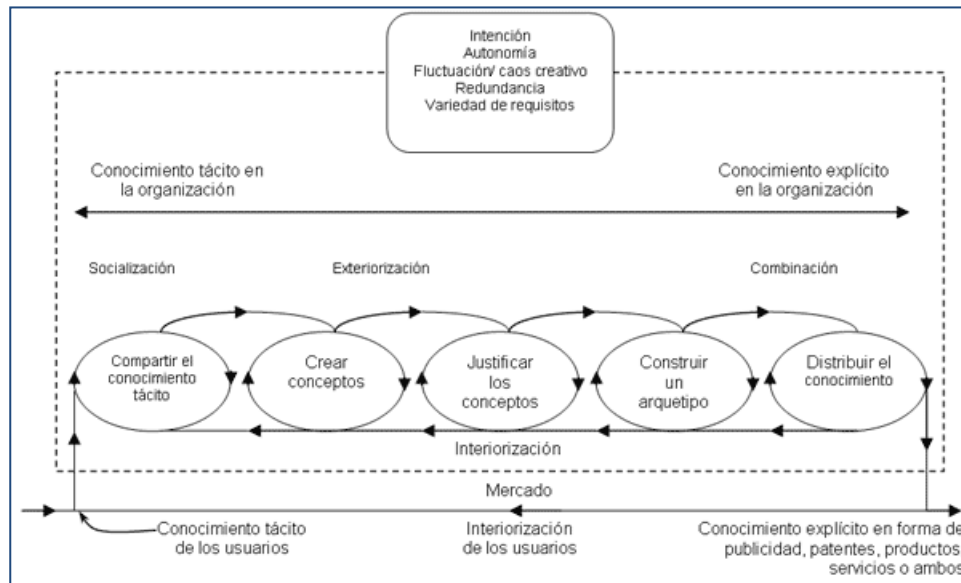 Intención
Autonomía
Fluctuación/ caos creativo
Redundancia
Variedad de requisitos
Conocimiento tácito en
la organización
Conocimiento explícito
en la organización
Socialización
Exteriorización
Combinación
Compartir el
conocimiento
tácito
Crear
conceptos
Justificar
los
conceptos
Construir
un
arquetipo
Distribuir el
conocimiento
Interiorización
Mercado
Conocimiento tácito
de los usuarios
Interiorización
de los usuarios
Conocimiento explícito en forma de
publicidad, patentes, productos,
servicios o ambos